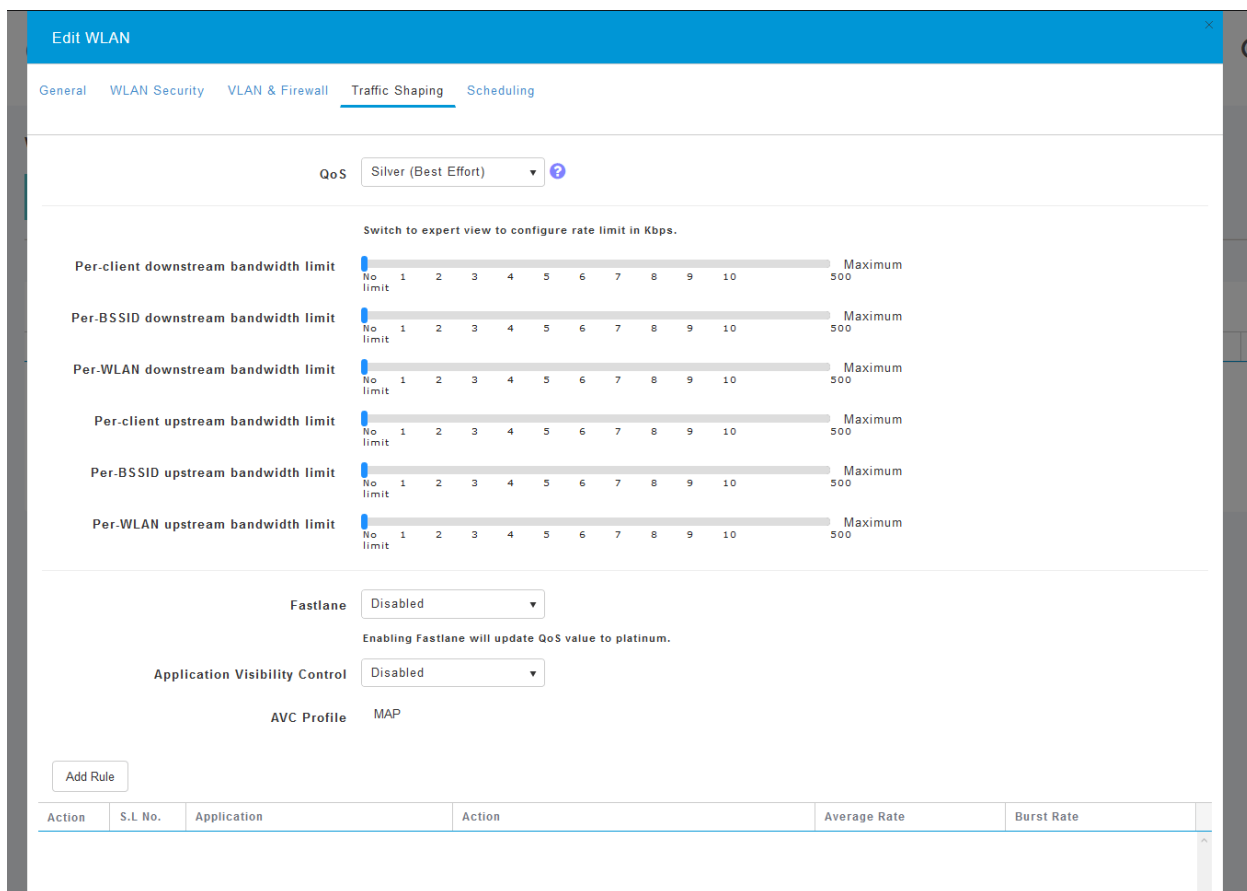 Edit WLAN
×
General WLAN Security VLAN & Firewall Traffic Shaping Scheduling
QoS Silver (Best Effort) ▼ ?
Switch to expert view to configure rate limit in Kbps.
Per-client downstream bandwidth limit Maximum
No limit 1 2 3 4 5 6 7 8 9 10 500
Per-BSSID downstream bandwidth limit Maximum
No limit 1 2 3 4 5 6 7 8 9 10 500
Per-WLAN downstream bandwidth limit Maximum
No limit 1 2 3 4 5 6 7 8 9 10 500
Per-client upstream bandwidth limit Maximum
No limit 1 2 3 4 5 6 7 8 9 10 500
Per-BSSID upstream bandwidth limit Maximum
No limit 1 2 3 4 5 6 7 8 9 10 500
Per-WLAN upstream bandwidth limit Maximum
No limit 1 2 3 4 5 6 7 8 9 10 500
Fastlane Disabled ▼
Enabling Fastlane will update QoS value to platinum.
Application Visibility Control Disabled ▼
AVC Profile MAP
Add Rule
Action S.L No. Application Action Average Rate Burst Rate